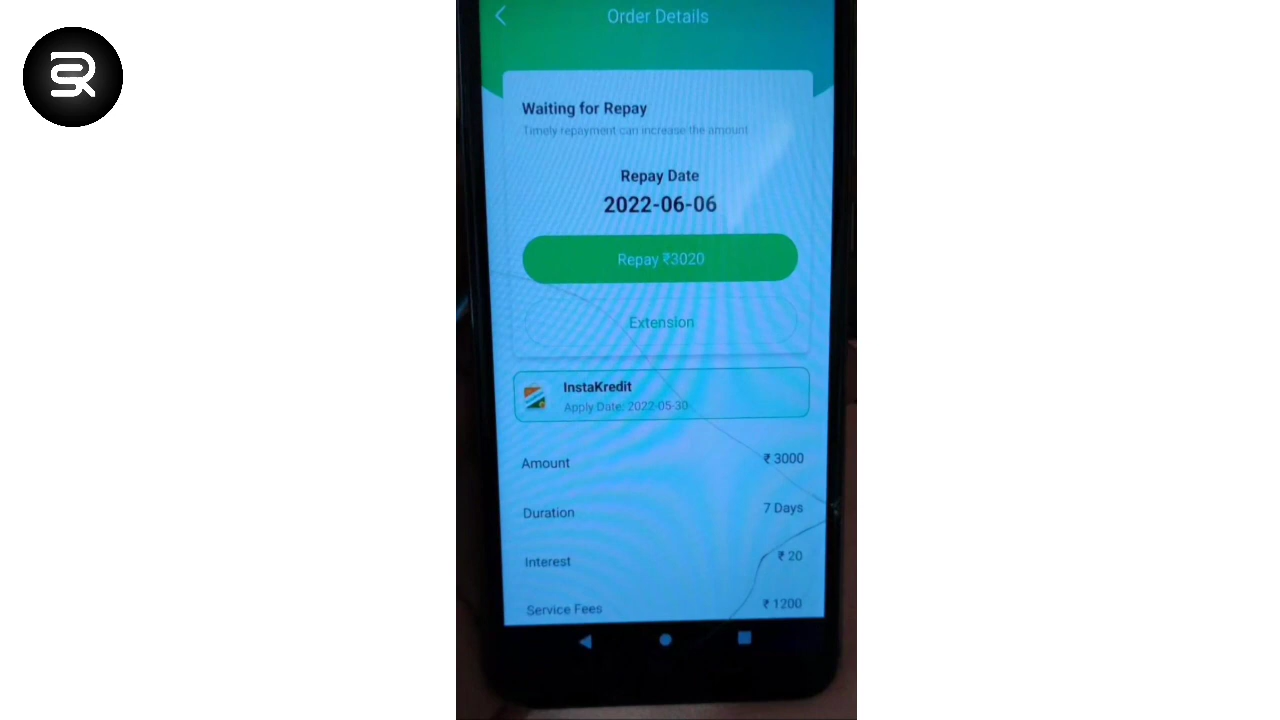 Order Details
Waiting for Repay
Timely repayment can increase the amount
Repay Date
2022-06-06
Repay ₹3020
Extension
InstaKredit
Apply Date: 2022-05-30
Amount ₹ 3000
Duration 7 Days
Interest ₹ 20
Service Fees ₹ 1200